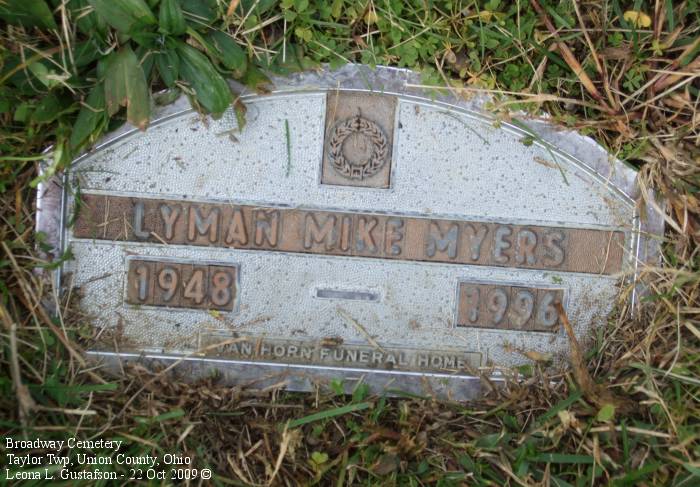 LYMAN MIKE MYERS
1948 1996
AN HORN FUNERAL HOME
Broadway Cemetery
Taylor Twp, Union County, Ohio
Leona L. Gustafson - 22 Oct 2009 ©